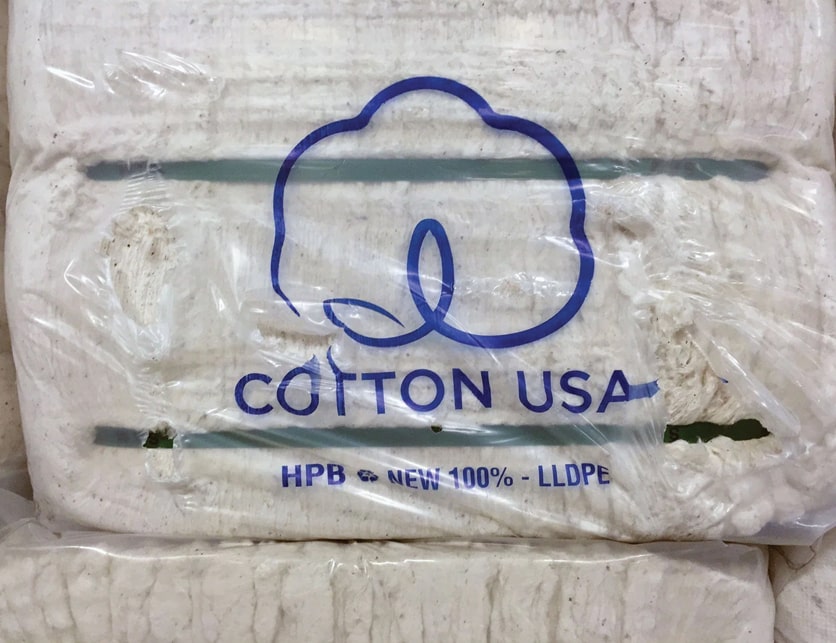 COTTON USA
HPB ♻ NEW 100% - LLDPE